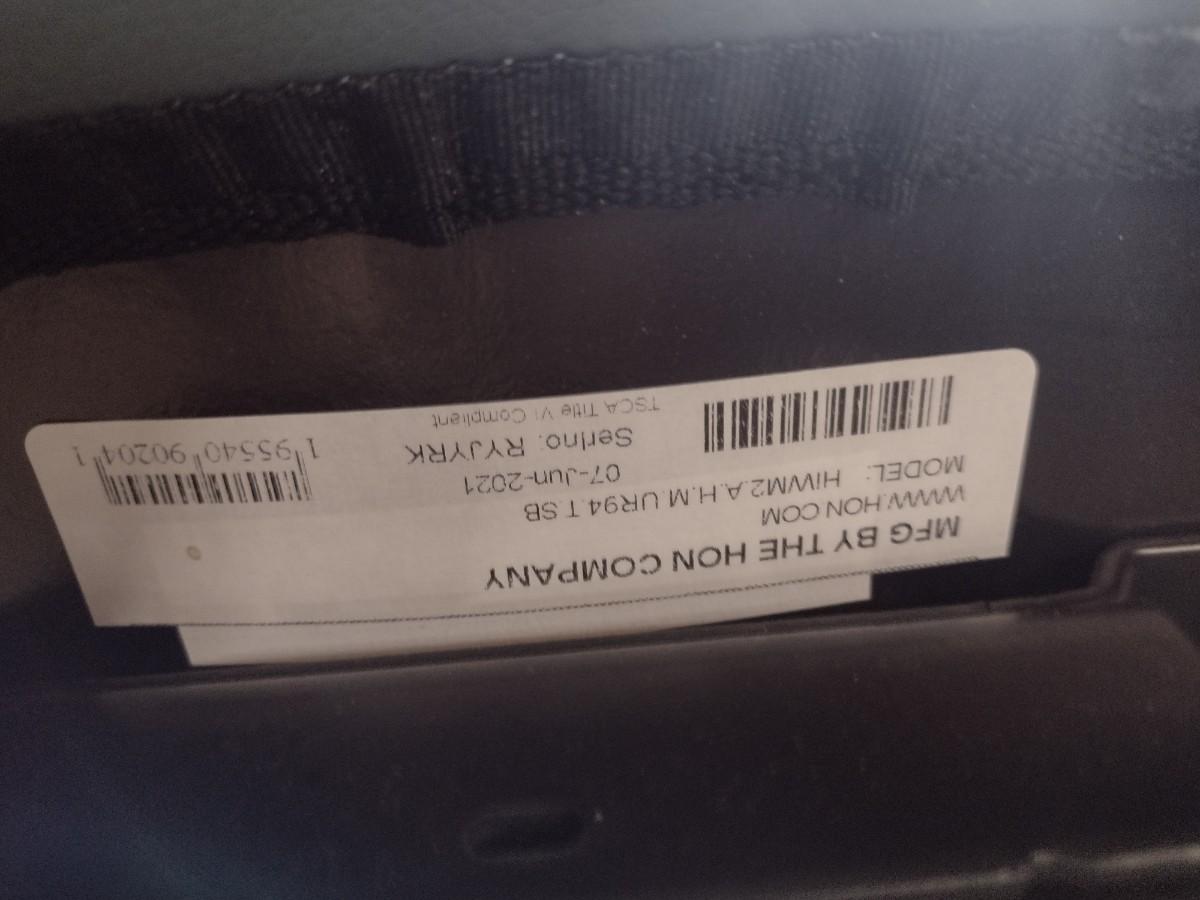 MFG BY THE HON COMPANY
WWW.HON.COM
MODEL: HIWM2.A.H.M.UR94.T.SB
07-Jun-2021
Serlno: RYJYRK
TSCA Title VI Compliant
1 95540 90204 1